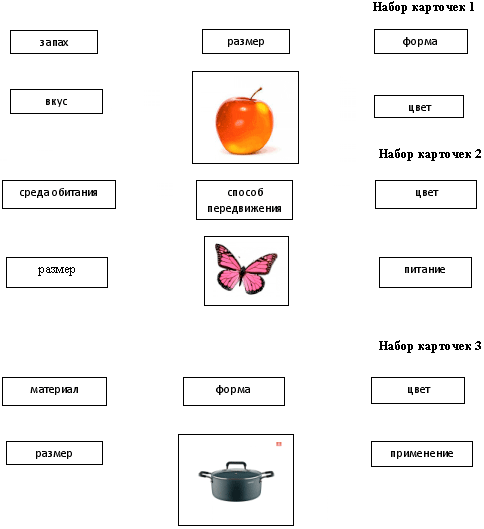 Набор карточек 1
запах
размер
форма
вкус
цвет
Набор карточек 2
среда обитания
способ
передвижения
цвет
размер
питание
Набор карточек 3
материал
форма
цвет
размер
применение